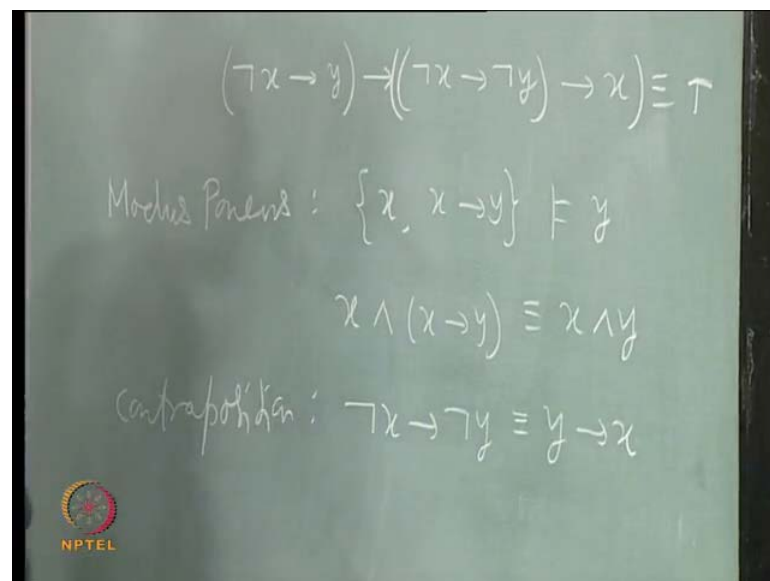 (¬x → y) → ((¬x → ¬y) → x) ≡ ⊤
Modus Ponens : {x, x → y} ⊨ y
x ∧ (x → y) ≡ x ∧ y
Contraposition : ¬x → ¬y ≡ y → x
NPTEL